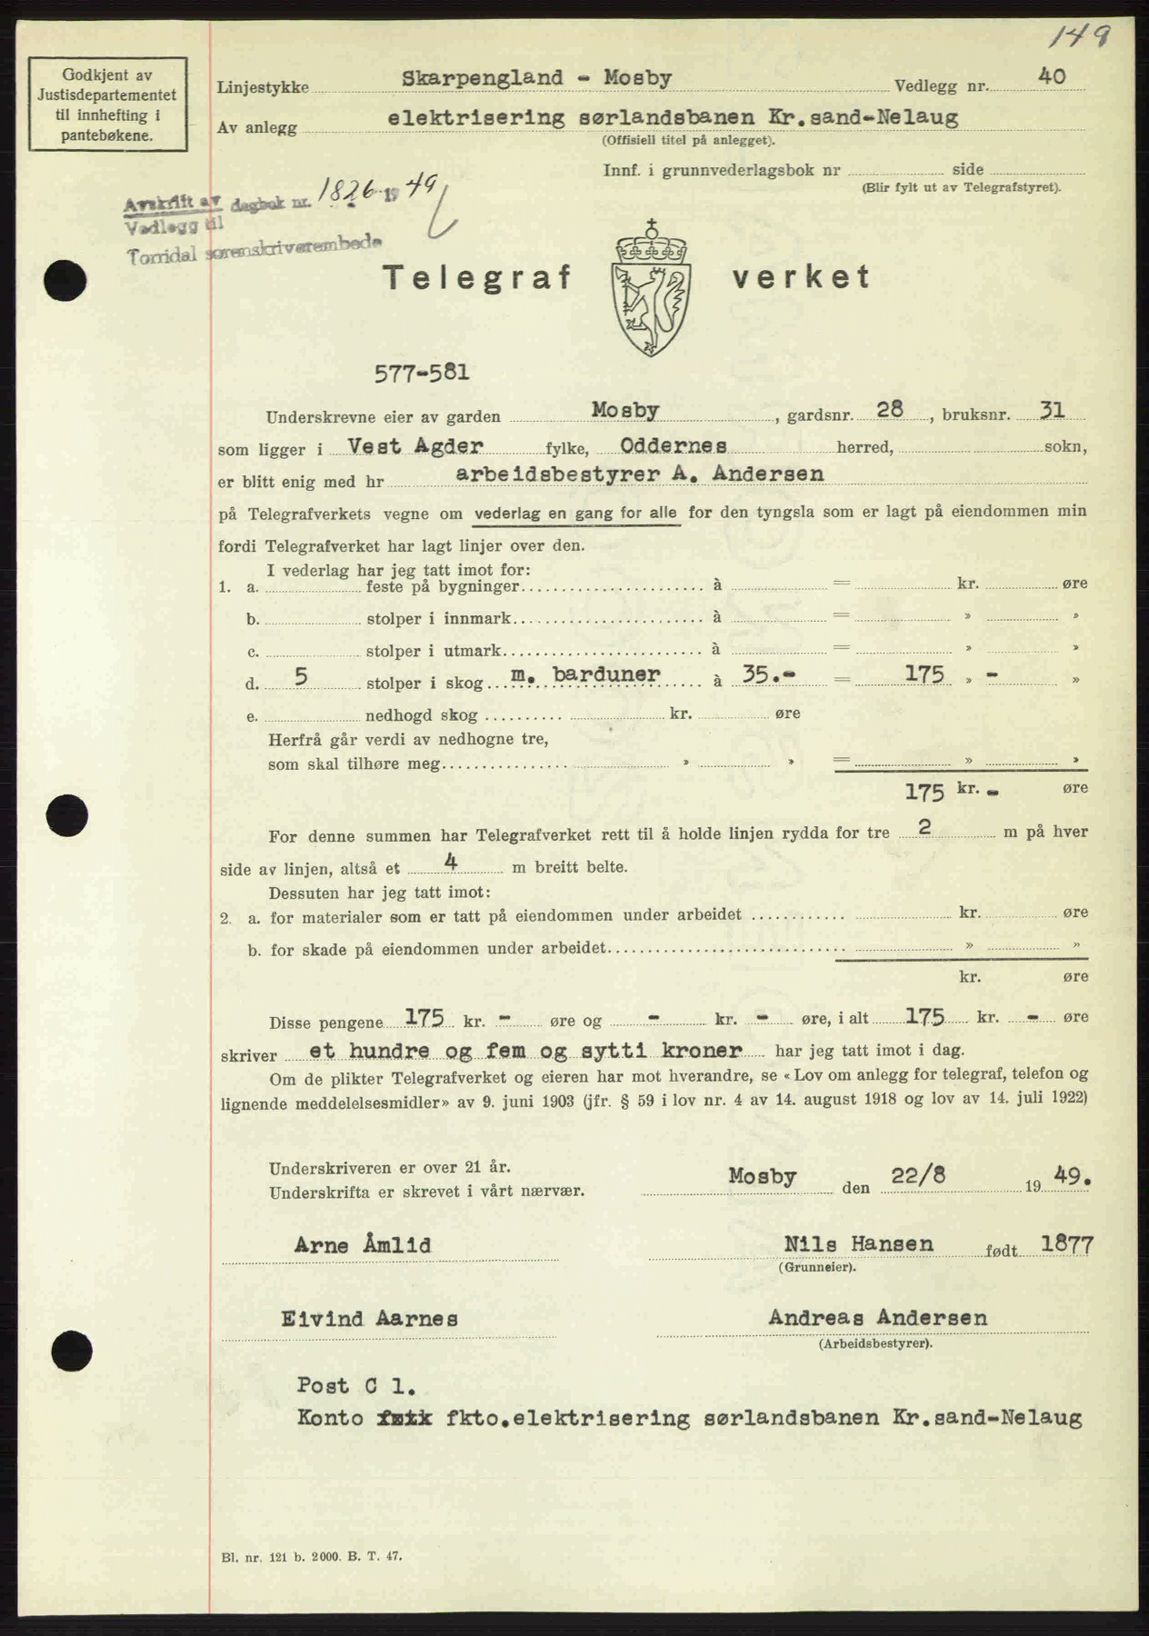 149
Godkjent av
Justisdepartementet
til innhefting i
pantebøkene.
Linjestykke Skarpengland - Mosby Vedlegg nr. 40
Av anlegg elektrisering sørlandsbanen Kr.sand-Nelaug
(Offisiell titel på anlegget).
Innf. i grunnvederlagsbok nr side
(Blir fylt ut av Telegrafstyret).
Avskrift av dagbok nr. 1826 19 49
Vedlegg til
Torridal sorenskriverembede
Telegraf verket
577-581
Underskrevne eier av garden Mosby, gardsnr. 28, bruksnr. 31
som ligger i Vest Agder fylke, Oddernes herred, sokn,
er blitt enig med hr arbeidsbestyrer A. Andersen
på Telegrafverkets vegne om vederlag en gang for alle for den tyngsla som er lagt på eiendommen min
fordi Telegrafverket har lagt linjer over den.
I vederlag har jeg tatt imot for:
1. a. feste på bygninger à = kr. øre
b. stolper i innmark à = » »
c. stolper i utmark à = » »
d. 5 stolper i skog m. barduner à 35.- = 175 » - »
e. nedhogd skog kr. øre
Herfrå går verdi av nedhogne tre,
som skal tilhøre meg » » = » »
175 kr. - øre
For denne summen har Telegrafverket rett til å holde linjen rydda for tre 2 m på hver
side av linjen, altså et 4 m breitt belte.
Dessuten har jeg tatt imot:
2. a. for materialer som er tatt på eiendommen under arbeidet kr. øre
b. for skade på eiendommen under arbeidet » »
kr. øre
Disse pengene 175 kr. - øre og - kr. - øre, i alt 175 kr. - øre
skriver et hundre og fem og sytti kroner har jeg tatt imot i dag.
Om de plikter Telegrafverket og eieren har mot hverandre, se «Lov om anlegg for telegraf, telefon og
lignende meddelelsesmidler» av 9. juni 1903 (jfr. § 59 i lov nr. 4 av 14. august 1918 og lov av 14. juli 1922)
Underskriveren er over 21 år.
Underskrifta er skrevet i vårt nærvær.
Mosby den 22/8 19 49.
Arne Åmlid
Nils Hansen født 1877
(Grunneier).
Eivind Aarnes
Andreas Andersen
(Arbeidsbestyrer).
Post C 1.
Konto fkto.elektrisering sørlandsbanen Kr.sand-Nelaug
Bl. nr. 121 b. 2000. B. T. 47.